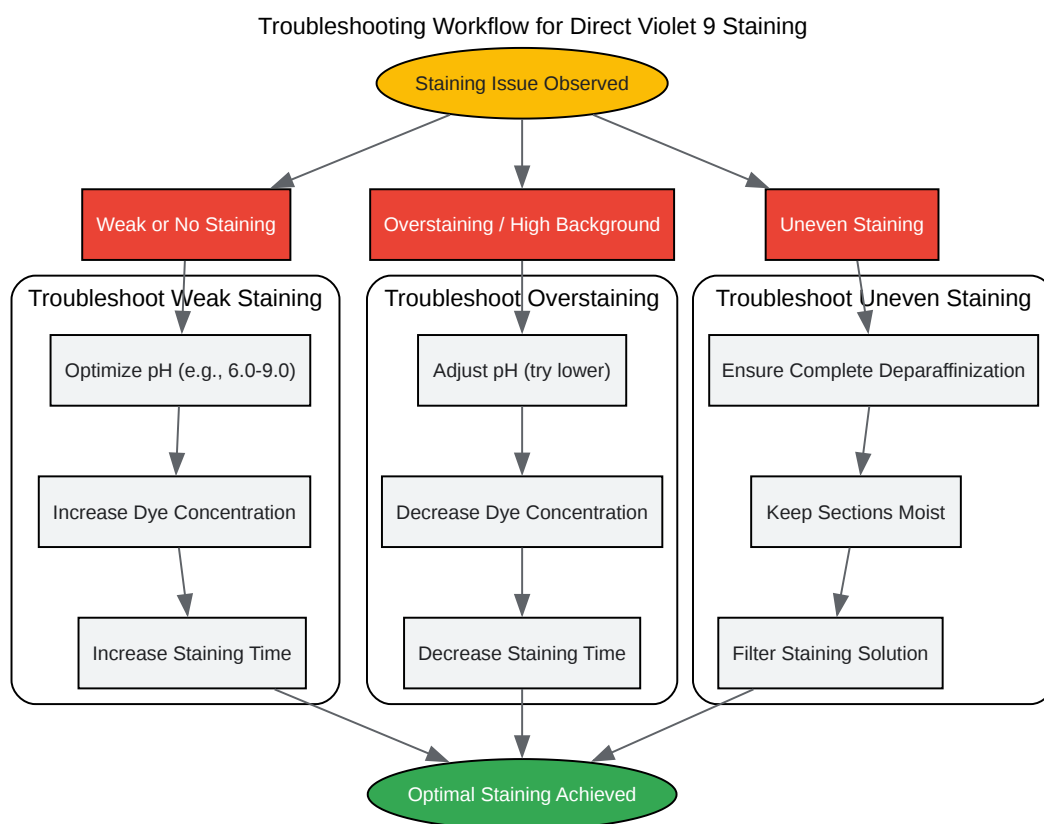 Troubleshooting Workflow for Direct Violet 9 Staining
Staining Issue Observed
Weak or No Staining
Overstaining / High Background
Uneven Staining
Troubleshoot Weak Staining
Troubleshoot Overstaining
Troubleshoot Uneven Staining
Optimize pH (e.g., 6.0-9.0)
Adjust pH (try lower)
Ensure Complete Deparaffinization
Increase Dye Concentration
Decrease Dye Concentration
Keep Sections Moist
Increase Staining Time
Decrease Staining Time
Filter Staining Solution
Optimal Staining Achieved